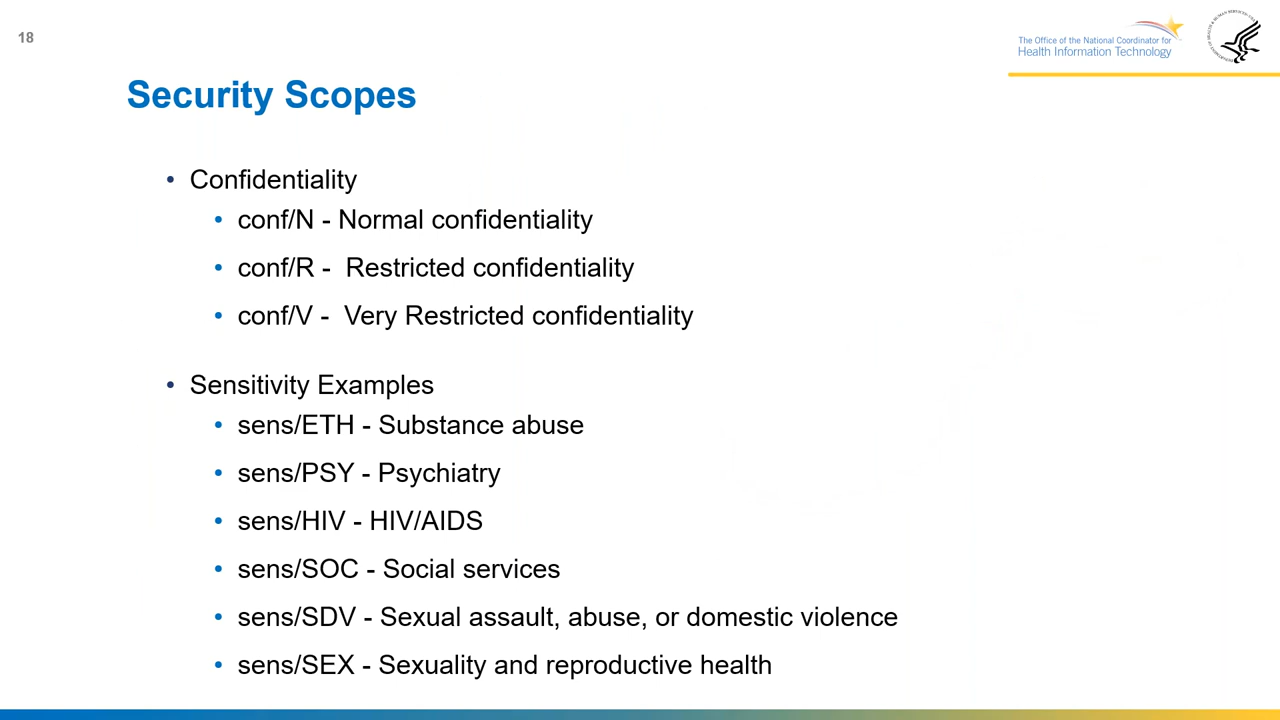 18
The Office of the National Coordinator for
Health Information Technology
Security Scopes
• Confidentiality
• conf/N - Normal confidentiality
• conf/R - Restricted confidentiality
• conf/V - Very Restricted confidentiality
• Sensitivity Examples
• sens/ETH - Substance abuse
• sens/PSY - Psychiatry
• sens/HIV - HIV/AIDS
• sens/SOC - Social services
• sens/SDV - Sexual assault, abuse, or domestic violence
• sens/SEX - Sexuality and reproductive health